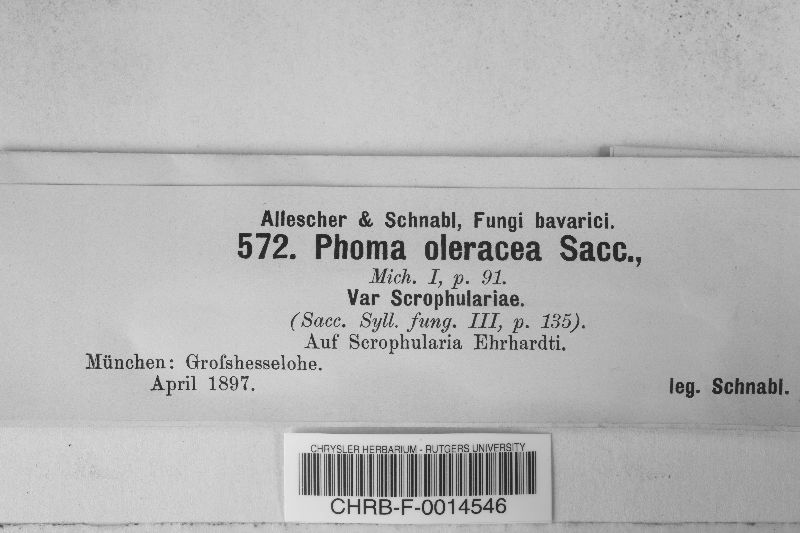 Allescher & Schnabl, Fungi bavarici.
572. Phoma oleracea Sacc.,
Mich. I, p. 91.
Var Scrophulariae.
(Sacc. Syll. fung. III, p. 135).
Auf Scrophularia Ehrhardti.
München: Groſshesselohe.
April 1897.
leg. Schnabl.
CHRYSLER HERBARIUM - RUTGERS UNIVERSITY
CHRB-F-0014546